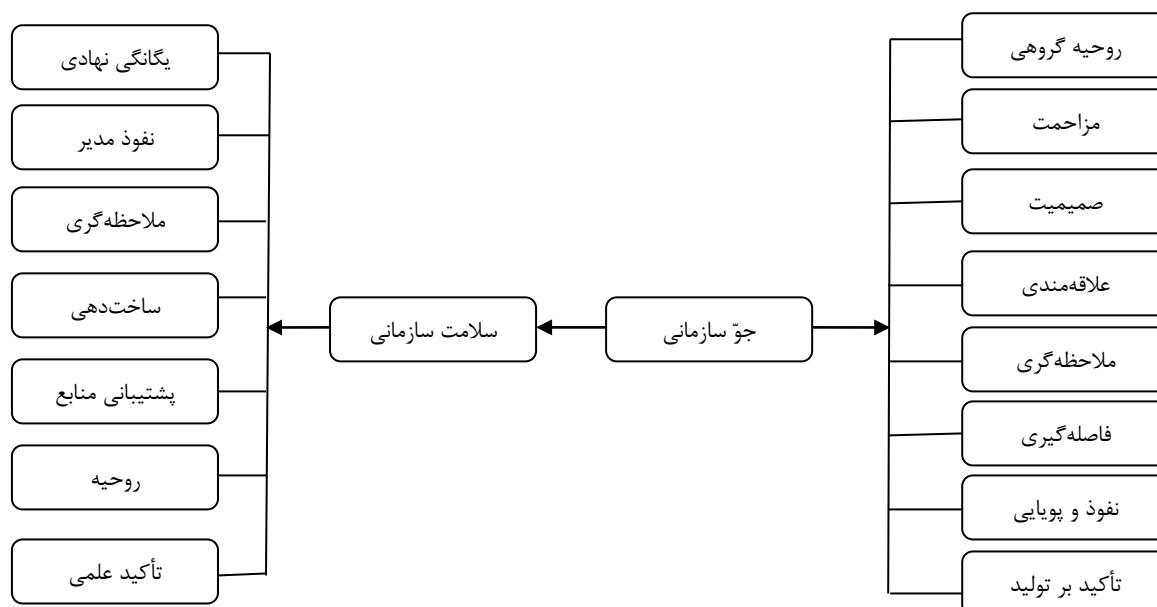 روحیه گروهی
مزاحمت
صمیمیت
علاقه‌مندی
ملاحظه‌گری
فاصله‌گیری
نفوذ و پویایی
تأکید بر تولید
جوّ سازمانی
سلامت سازمانی
یگانگی نهادی
نفوذ مدیر
ملاحظه‌گری
ساخت‌دهی
پشتیبانی منابع
روحیه
تأکید علمی